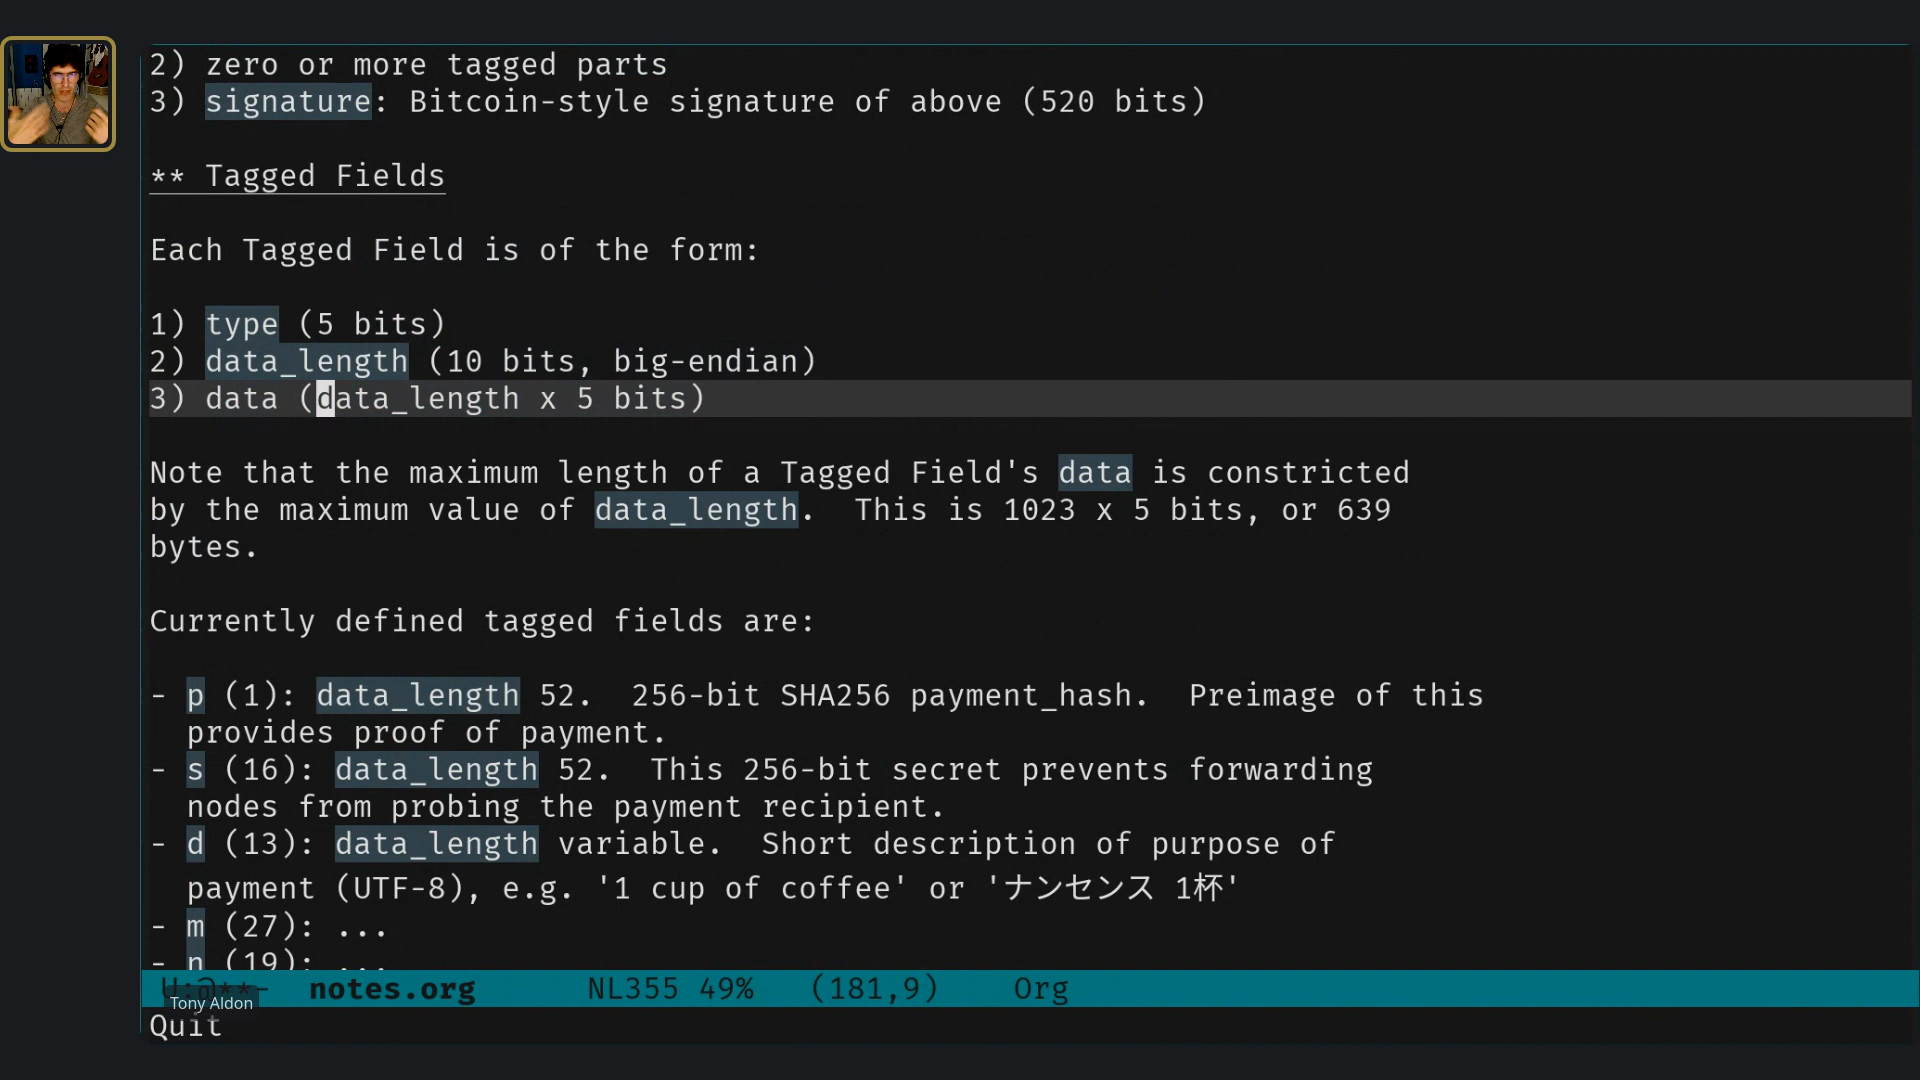 2) zero or more tagged parts
3) signature: Bitcoin-style signature of above (520 bits)
** Tagged Fields
Each Tagged Field is of the form:
1) type (5 bits)
2) data_length (10 bits, big-endian)
3) data (data_length x 5 bits)
Note that the maximum length of a Tagged Field's data is constricted
by the maximum value of data_length.  This is 1023 x 5 bits, or 639
bytes.
Currently defined tagged fields are:
- p (1): data_length 52.  256-bit SHA256 payment_hash.  Preimage of this
provides proof of payment.
- s (16): data_length 52.  This 256-bit secret prevents forwarding
nodes from probing the payment recipient.
- d (13): data_length variable.  Short description of purpose of
payment (UTF-8), e.g. '1 cup of coffee' or 'ナンセンス 1杯'
- m (27): ...
- n (19): ...
U:@**-  notes.org      NL355 49%   (181,9)    Org
Tony Aldon
Quit